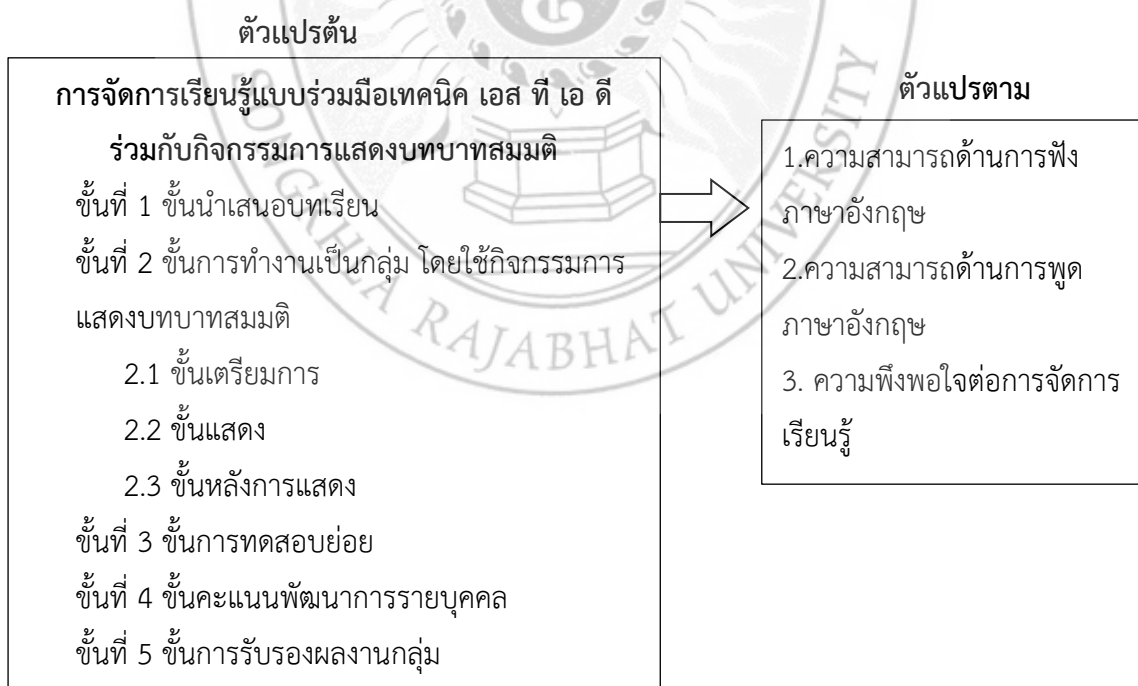 ตัวแปรต้น
การจัดการเรียนรู้แบบร่วมมือเทคนิค เอส ที เอ ดี
ร่วมกับกิจกรรมการแสดงบทบาทสมมติ
ขั้นที่ 1 ขั้นนำเสนอบทเรียน
ขั้นที่ 2 ขั้นการทำงานเป็นกลุ่ม โดยใช้กิจกรรมการ
แสดงบทบาทสมมติ
2.1 ขั้นเตรียมการ
2.2 ขั้นแสดง
2.3 ขั้นหลังการแสดง
ขั้นที่ 3 ขั้นการทดสอบย่อย
ขั้นที่ 4 ขั้นคะแนนพัฒนาการรายบุคคล
ขั้นที่ 5 ขั้นการรับรองผลงานกลุ่ม
ตัวแปรตาม
1.ความสามารถด้านการฟัง
ภาษาอังกฤษ
2.ความสามารถด้านการพูด
ภาษาอังกฤษ
3. ความพึงพอใจต่อการจัดการ
เรียนรู้
SONGKHLA RAJABHAT UNIVERSITY